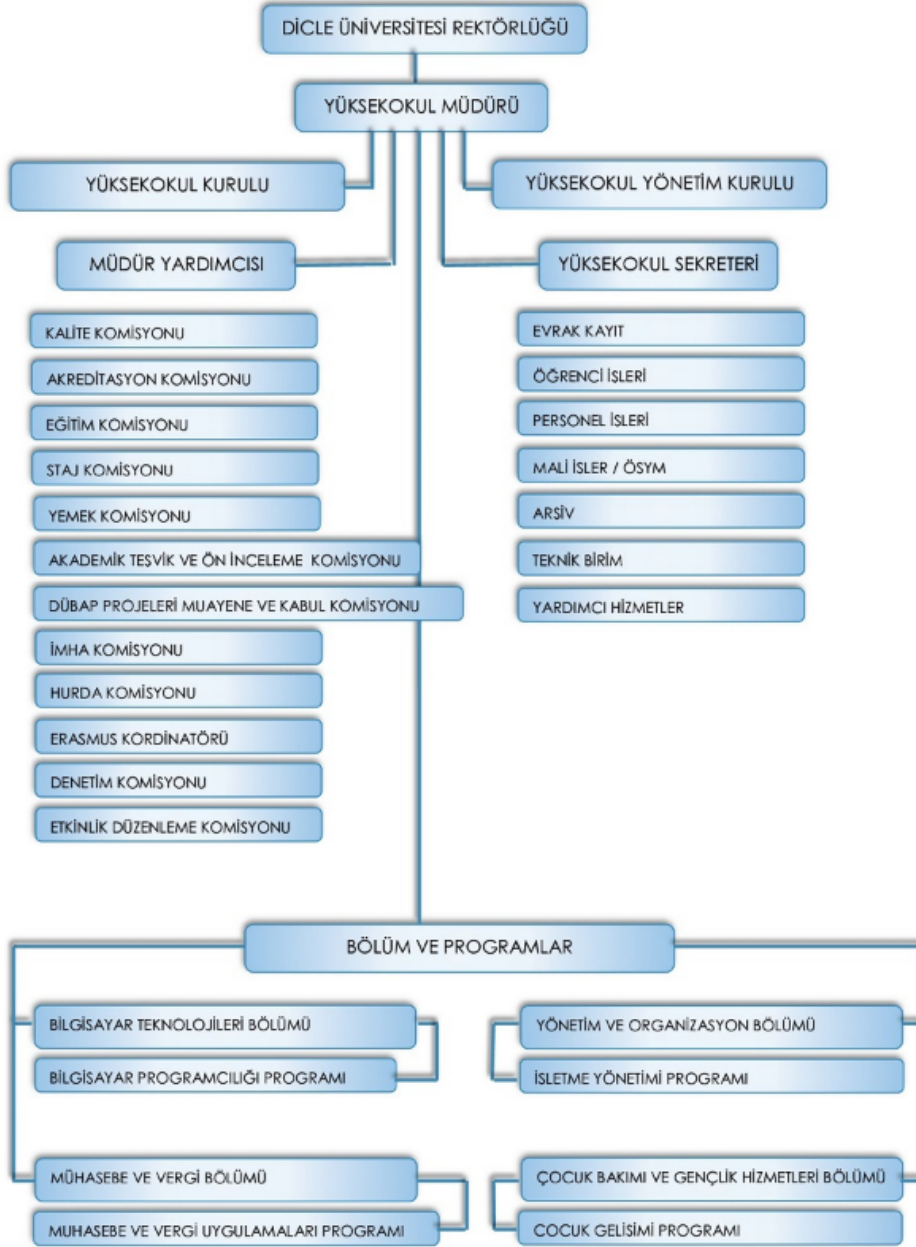 DİCLE ÜNİVERSİTESİ REKTÖRLÜĞÜ
YÜKSEKOKUL MÜDÜRÜ
YÜKSEKOKUL KURULU
YÜKSEKOKUL YÖNETİM KURULU
MÜDÜR YARDIMCISI
YÜKSEKOKUL SEKRETERİ
KALİTE KOMİSYONU
AKREDİTASYON KOMİSYONU
EĞİTİM KOMİSYONU
STAJ KOMİSYONU
YEMEK KOMİSYONU
AKADEMİK TESVİK VE ÖN İNCELEME KOMİSYONU
DÜBAP PROJELERİ MUAYENE VE KABUL KOMİSYONU
İMHA KOMİSYONU
HURDA KOMİSYONU
ERASMUS KORDİNATÖRÜ
DENETİM KOMİSYONU
ETKİNLİK DÜZENLEME KOMİSYONU
EVRAK KAYIT
ÖĞRENCİ İŞLERİ
PERSONEL İŞLERİ
MALİ İSLER / ÖSYM
ARSİV
TEKNİK BİRİM
YARDIMCI HİZMETLER
BÖLÜM VE PROGRAMLAR
BİLGİSAYAR TEKNOLOJİLERİ BÖLÜMÜ
BİLGİSAYAR PROGRAMCILIĞI PROGRAMI
YÖNETİM VE ORGANİZASYON BÖLÜMÜ
İSLETME YÖNETİMİ PROGRAMI
MÜHASEBE VE VERGİ BÖLÜMÜ
MUHASEBE VE VERGİ UYGULAMALARI PROGRAMI
ÇOCUK BAKIMI VE GENÇLİK HİZMETLERİ BÖLÜMÜ
COCUK GELİSİMİ PROGRAMI